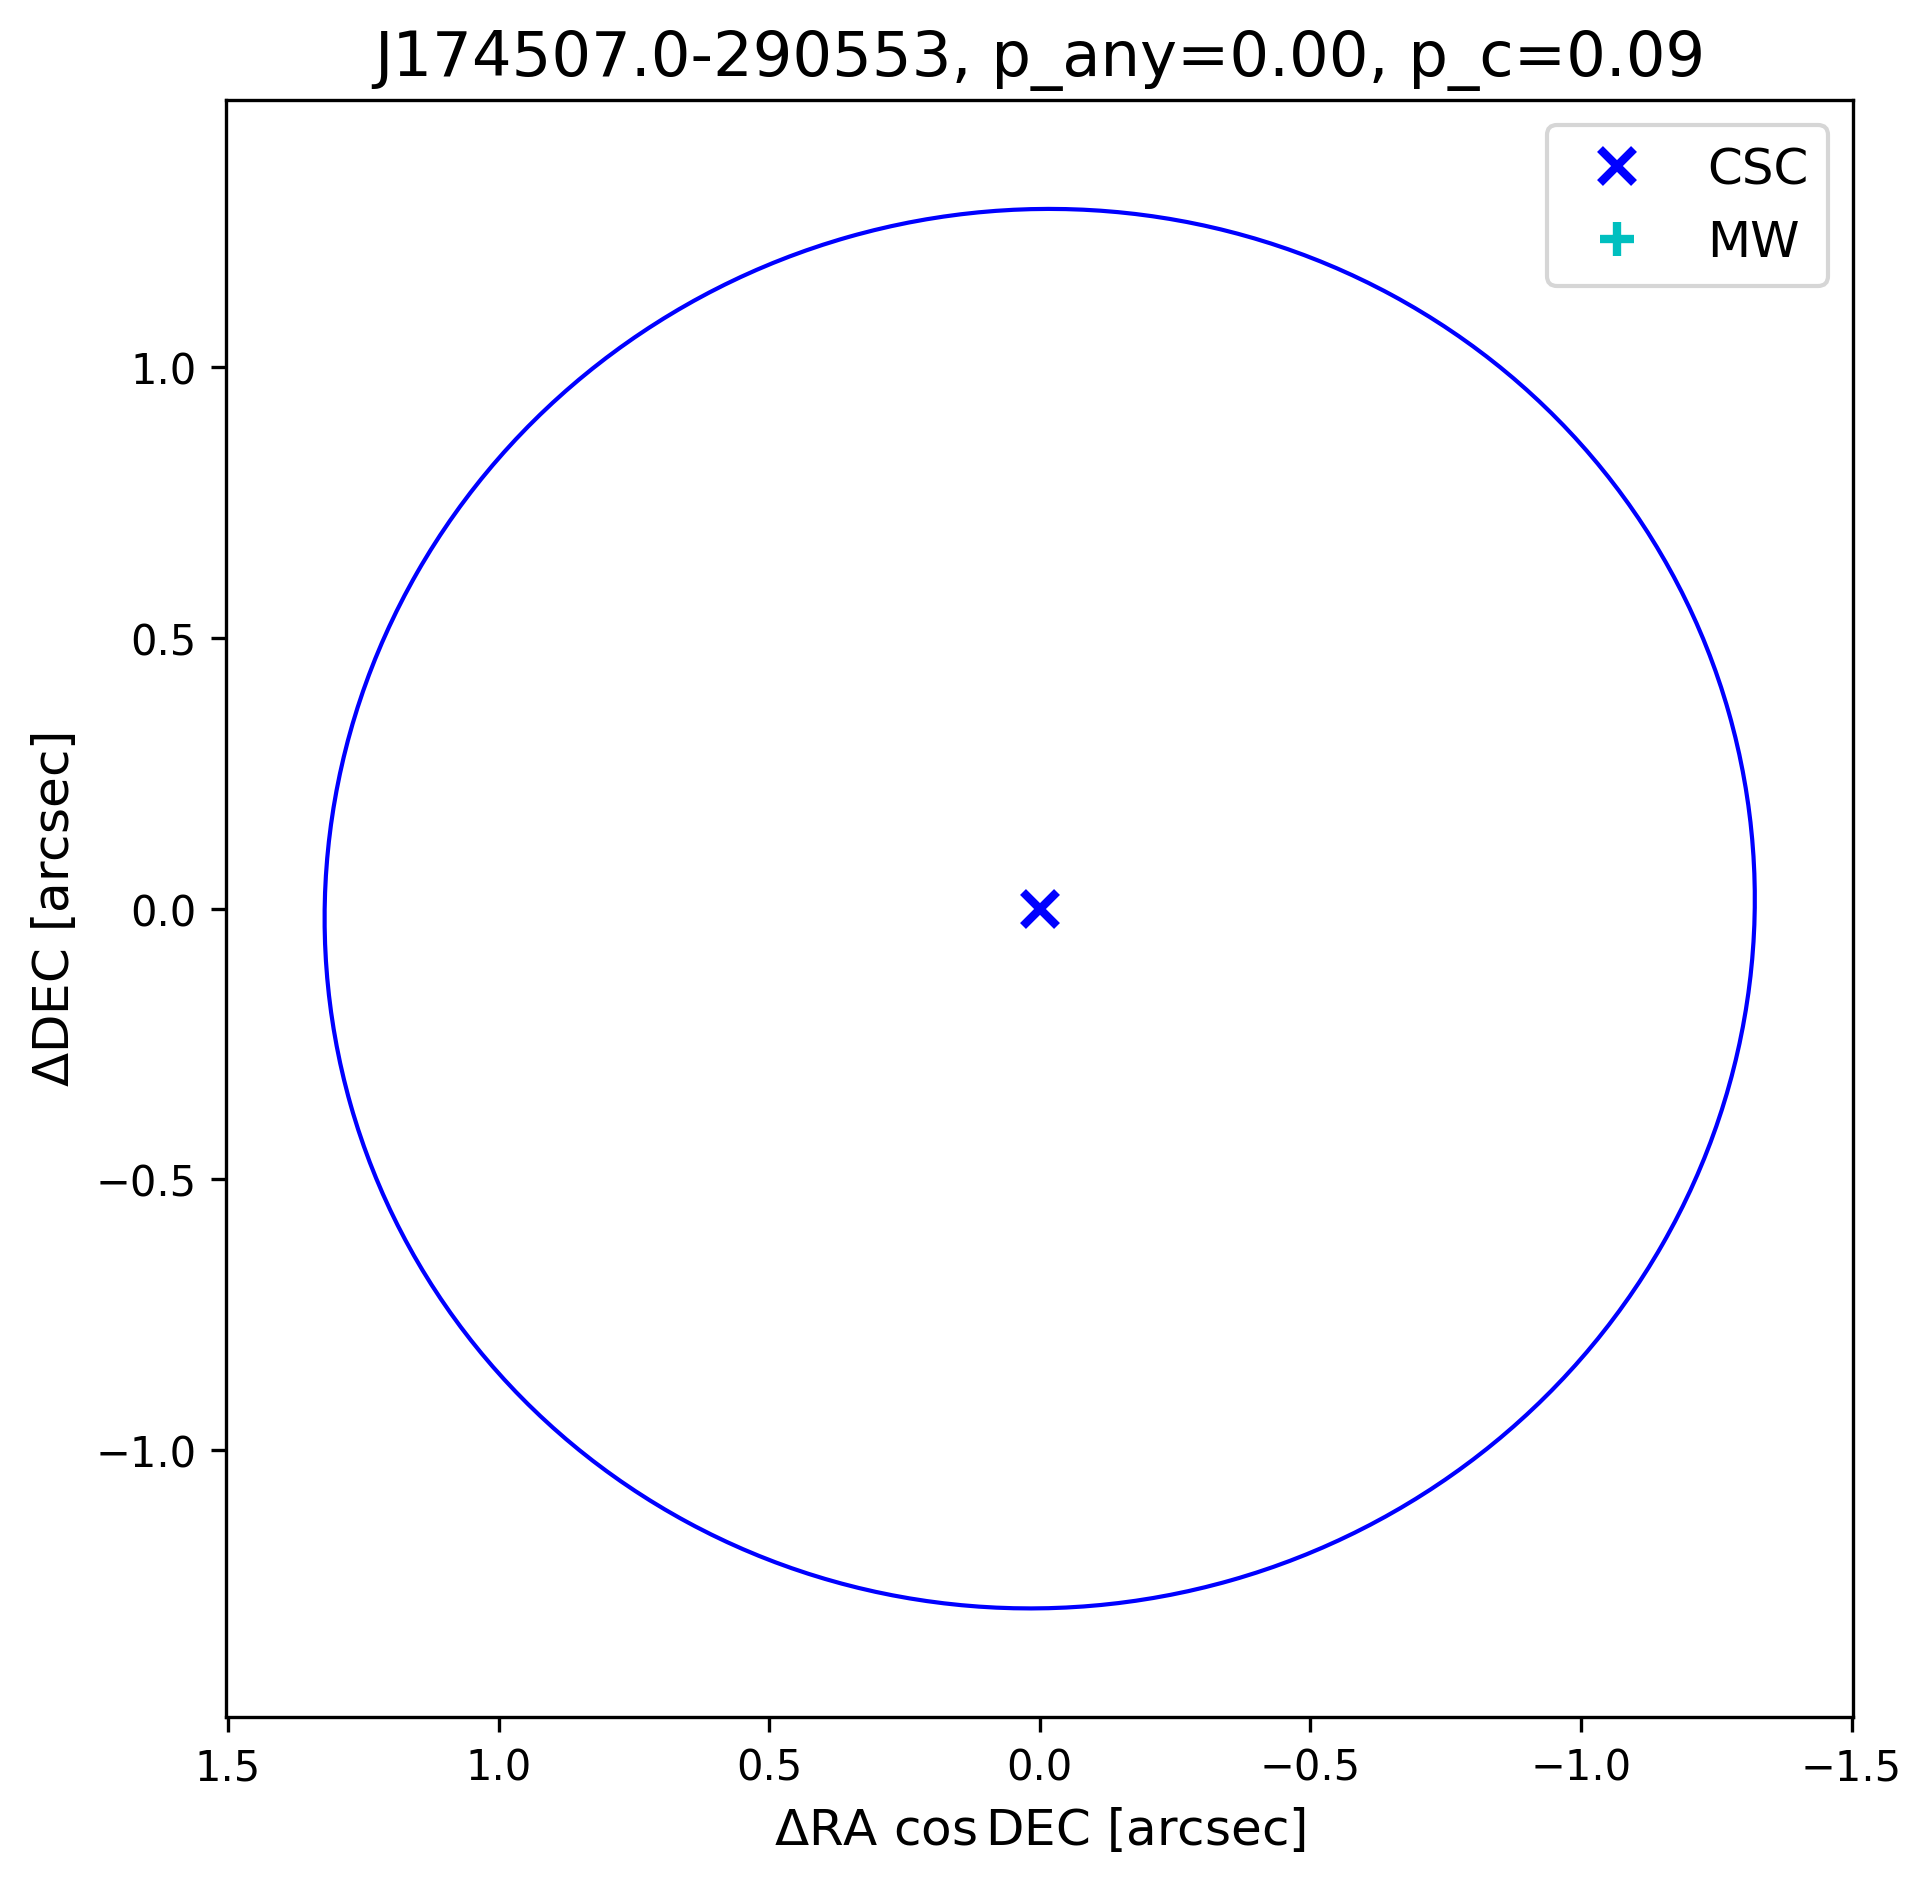 J174507.0-290553, p_any=0.00, p_c=0.09
CSC
MW
1.0
0.5
0.0
−0.5
−1.0
ΔDEC [arcsec]
1.5 1.0 0.5 0.0 −0.5 −1.0 −1.5
ΔRA cos DEC [arcsec]